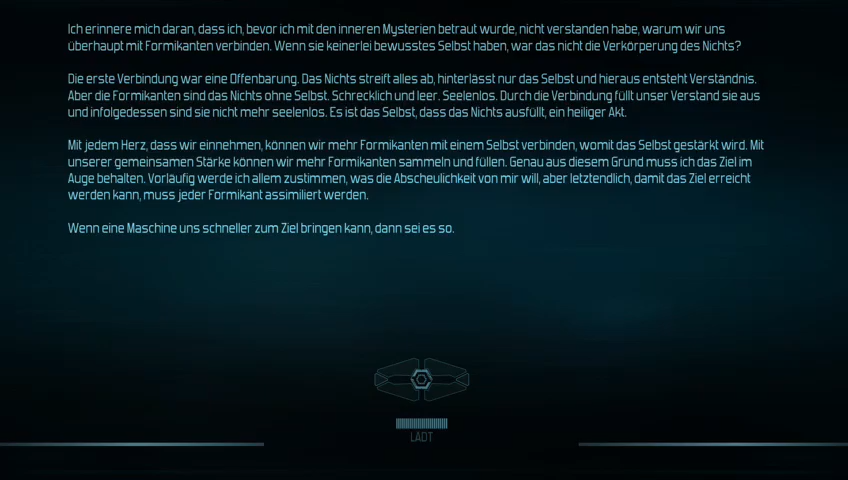 Ich erinnere mich daran, dass ich, bevor ich mit den inneren Mysterien betraut wurde, nicht verstanden habe, warum wir uns
überhaupt mit Formikanten verbinden. Wenn sie keinerlei bewusstes Selbst haben, war das nicht die Verkörperung des Nichts?
Die erste Verbindung war eine Offenbarung. Das Nichts streift alles ab, hinterlässt nur das Selbst und hieraus entsteht Verständnis.
Aber die Formikanten sind das Nichts ohne Selbst. Schrecklich und leer. Seelenlos. Durch die Verbindung füllt unser Verstand sie aus
und infolgedessen sind sie nicht mehr seelenlos. Es ist das Selbst, dass das Nichts ausfüllt, ein heiliger Akt.
Mit jedem Herz, dass wir einnehmen, können wir mehr Formikanten mit einem Selbst verbinden, womit das Selbst gestärkt wird. Mit
unserer gemeinsamen Stärke können wir mehr Formikanten sammeln und füllen. Genau aus diesem Grund muss ich das Ziel im
Auge behalten. Vorläufig werde ich allem zustimmen, was die Abscheulichkeit von mir will, aber letztendlich, damit das Ziel erreicht
werden kann, muss jeder Formikant assimiliert werden.
Wenn eine Maschine uns schneller zum Ziel bringen kann, dann sei es so.
LÄDT